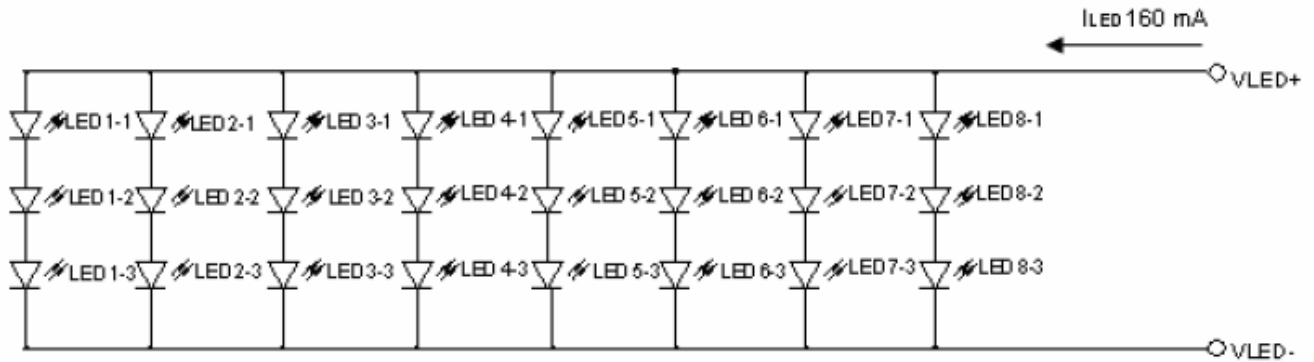 ILED 160 mA
VLED+
LED 1-1 LED 2-1 LED 3-1 LED 4-1 LED 5-1 LED 6-1 LED 7-1 LED 8-1
LED 1-2 LED 2-2 LED 3-2 LED 4-2 LED 5-2 LED 6-2 LED 7-2 LED 8-2
LED 1-3 LED 2-3 LED 3-3 LED 4-3 LED 5-3 LED 6-3 LED 7-3 LED 8-3
VLED-